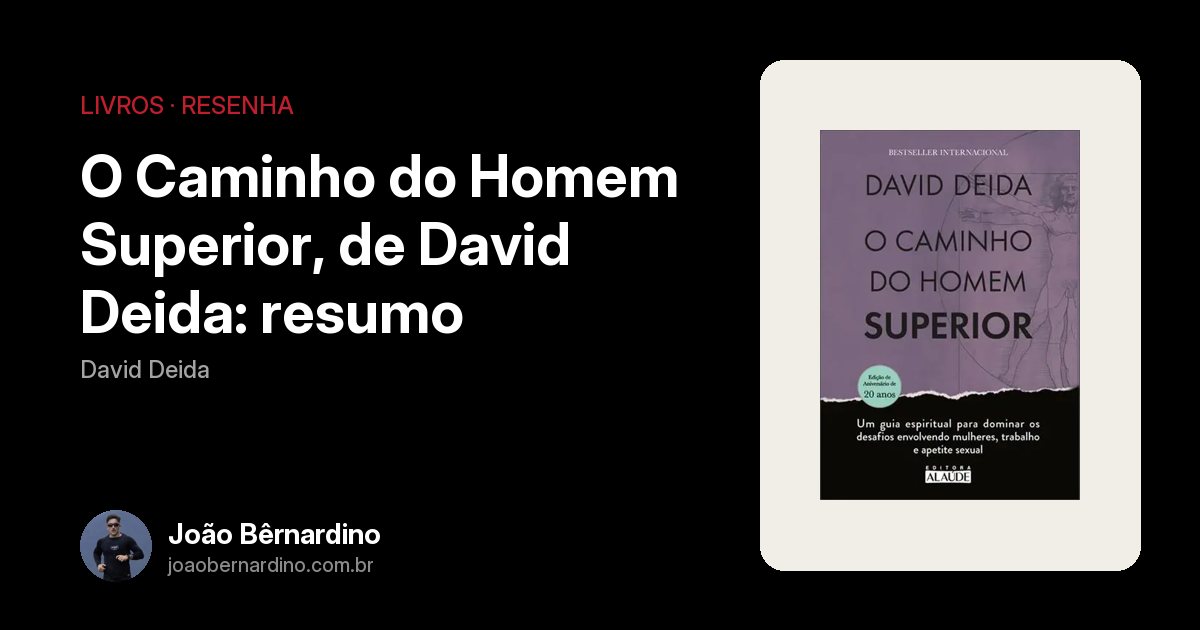 LIVROS · RESENHA
O Caminho do Homem
Superior, de David
Deida: resumo
David Deida
João Bêrnardino
joaobernardino.com.br
BESTSELLER INTERNACIONAL
DAVID DEIDA
O CAMINHO
DO HOMEM
SUPERIOR
Edição de
Aniversário de
20 anos
Um guia espiritual para dominar os
desafios envolvendo mulheres, trabalho
e apetite sexual
EDITORA
ALAUDE